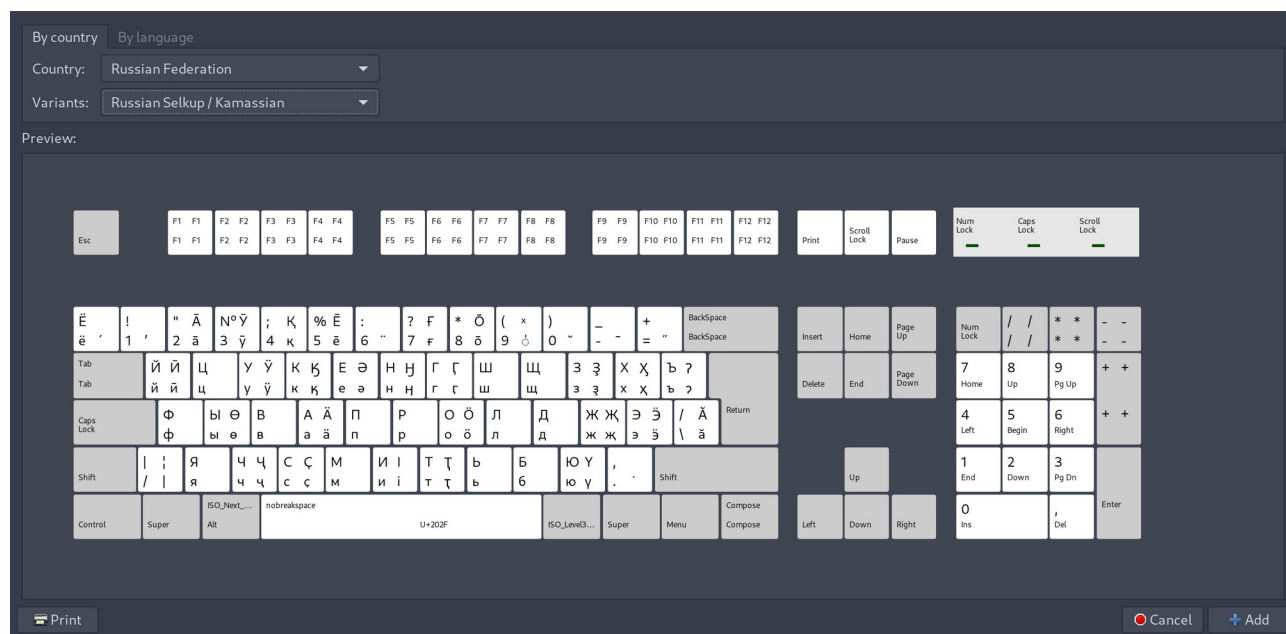 By country By language
Country: Russian Federation
Variants: Russian Selkup / Kamassian
Preview:
F1 F1 F2 F2 F3 F3 F4 F4 F5 F5 F6 F6 F7 F7 F8 F8 F9 F9 F10 F10 F11 F11 F12 F12 Num Lock Caps Lock Scroll Lock
Esc F1 F1 F2 F2 F3 F3 F4 F4 F5 F5 F6 F6 F7 F7 F8 F8 F9 F9 F10 F10 F11 F11 F12 F12 Print Scroll Lock Pause
Ё ! " Ā № Ӯ ; Қ % Ē : ? Ғ * Ō ( × ) _ + BackSpace / / * * - -
ё ´ 1 ʼ 2 ā 3 ӯ 4 қ 5 ē 6 ¨ 7 ғ 8 ō 9 0 ˘ - ˉ = ˝ BackSpace Insert Home Page Up Num Lock / / * * - -
Tab Й Ӣ Ц У Ӱ К Ӄ Е Ә Н Ӈ Г Ӷ Ш Щ З Ҙ Х Ҳ Ъ ʔ 7 8 9 + +
Tab й ӣ ц у ӱ к ӄ е ә н ӈ г ӷ ш щ з ҙ х ҳ ъ ʔ Delete End Page Down Home Up Pg Up
Caps Lock Ф Ы Ө В А Ӓ П Р О Ӧ Л Д Ж Җ Э Ӭ / Ӑ Return 4 5 6 + +
ф ы ө в а ӓ п р о ӧ л д ж җ э ӭ \ ӑ Left Begin Right
| ¦ Я Ч Ҷ С Ҫ М И І Т Ҭ Ь Б Ю Ү , 1 2 3
Shift / | я ч ҷ с ҫ м и і т ҭ ь б ю ү . ˙ Shift Up End Down Pg Dn
ISO_Next_... nobreakspace Compose 0 , Enter
Control Super Alt U+202F ISO_Level3... Super Menu Compose Left Down Right Ins Del
Print Cancel Add